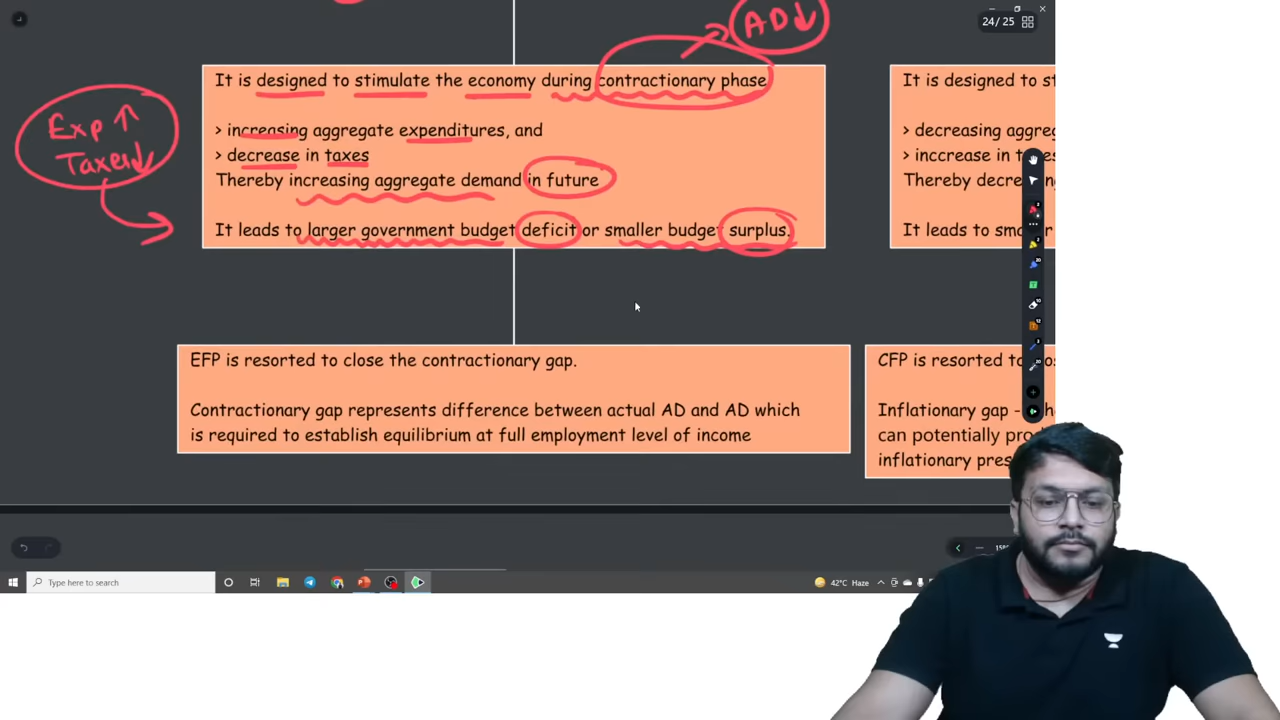 24 / 25
AD↓
It is designed to stimulate the economy during contractionary phase
> increasing aggregate expenditures, and
> decrease in taxes
Thereby increasing aggregate demand in future
It leads to larger government budget deficit or smaller budget surplus.
Exp ↑
Taxes↓
It is designed to st
> decreasing aggreg
> inccrease in
Thereby decre
It leads to
EFP is resorted to close the contractionary gap.
Contractionary gap represents difference between actual AD and AD which
is required to establish equilibrium at full employment level of income
CFP is resorted to
Inflationary gap -
can potentially pro
inflationary pres
Type here to search
42°C Haze